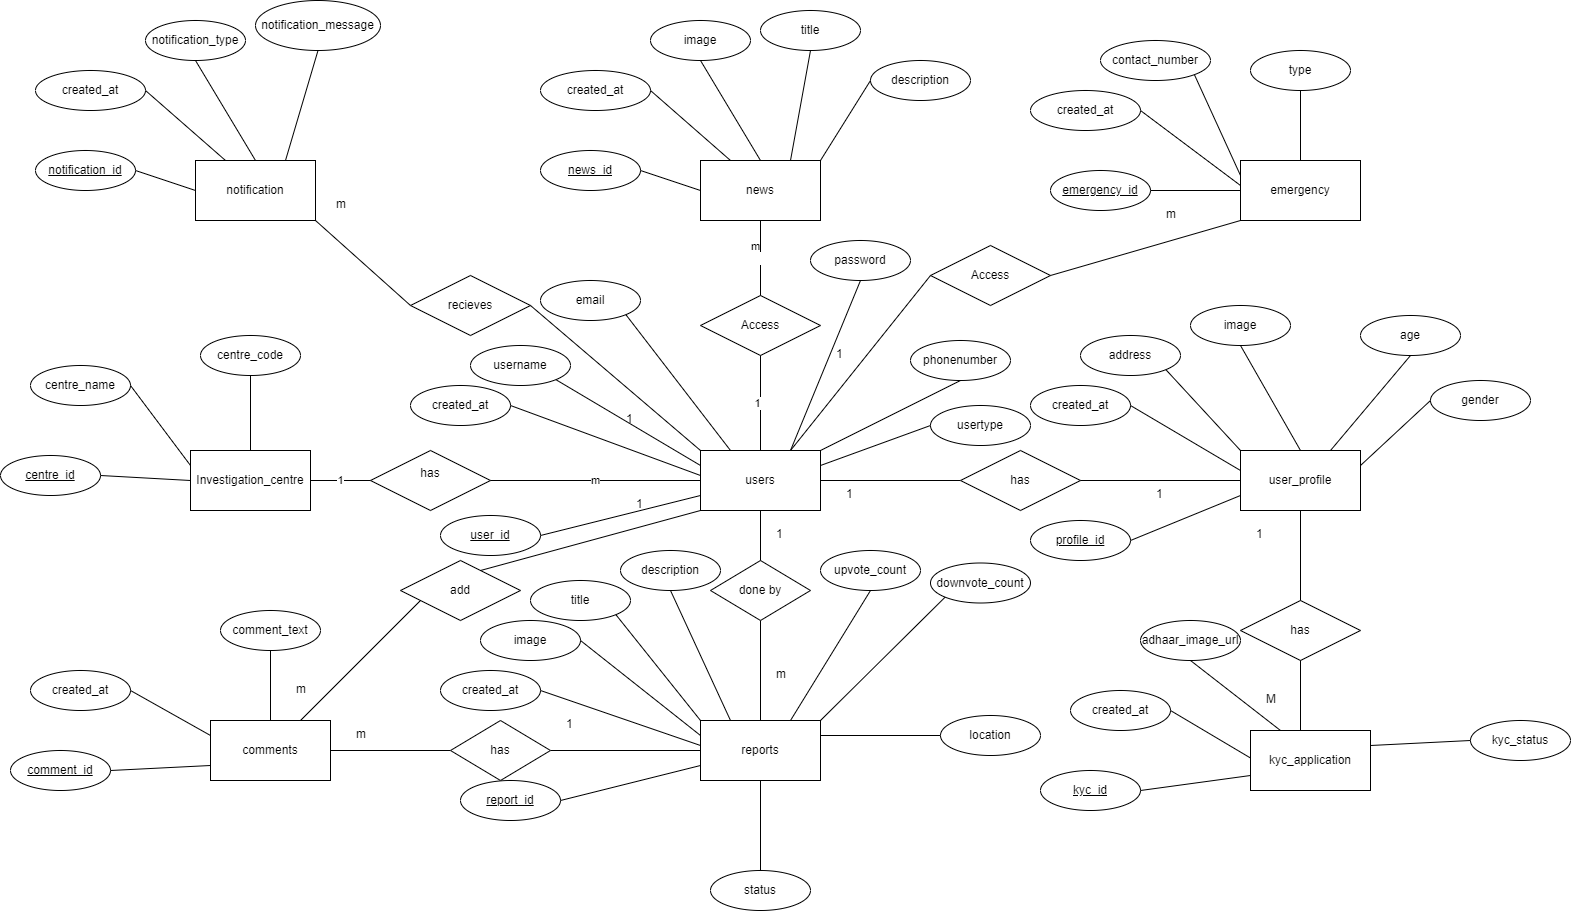 notification_message
notification_type
created_at
notification_id
notification
m
image
title
description
created_at
news_id
news
m
contact_number
type
created_at
emergency_id
emergency
m
recieves
email
Access
password
Access
1
1
username
created_at
1
phonenumber
usertype
centre_code
centre_name
centre_id
Investigation_centre
1
has
m
users
1
has
1
user_profile
address
image
age
created_at
gender
profile_id
1
user_id
1
add
1
done by
m
description
title
image
created_at
upvote_count
downvote_count
location
comment_text
created_at
comment_id
comments
m
m
has
1
reports
report_id
status
has
adhaar_image_url
M
created_at
kyc_id
kyc_application
kyc_status